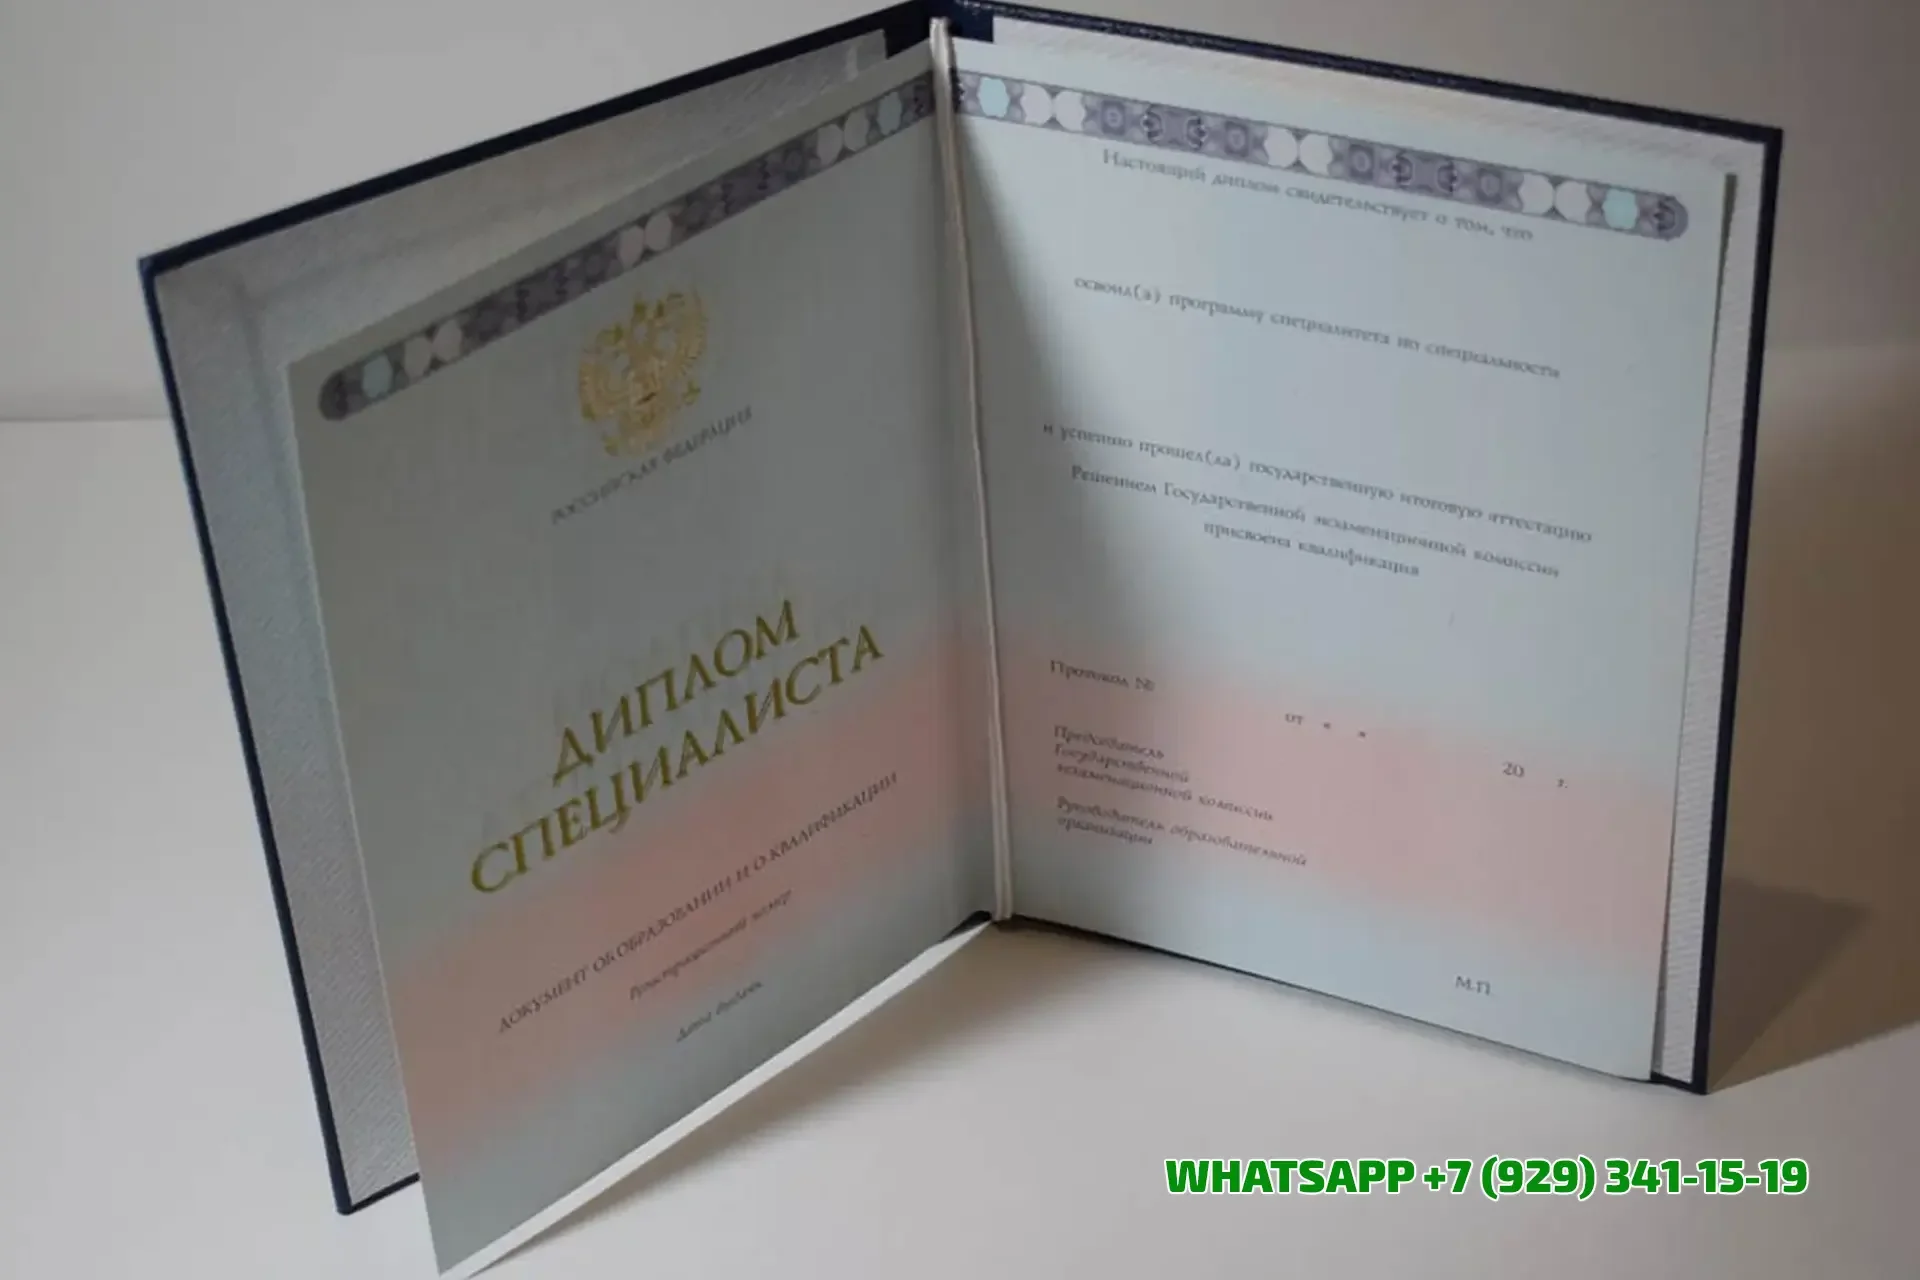 РОССИЙСКАЯ ФЕДЕРАЦИЯ
ДИПЛОМ
СПЕЦИАЛИСТА
ДОКУМЕНТ ОБ ОБРАЗОВАНИИ И О КВАЛИФИКАЦИИ
Регистрационный номер
Дата выдачи
Настоящий диплом свидетельствует о том, что
освоил(а) программу специалитета по специальности
и успешно прошел(ла) государственную итоговую аттестацию
Решением Государственной экзаменационной комиссии
присвоена квалификация
Протокол №
от « » 20 г.
Председатель
Государственной
экзаменационной комиссии
Руководитель образовательной
организации
М.П.
WHATSAPP +7 (929) 341-15-19